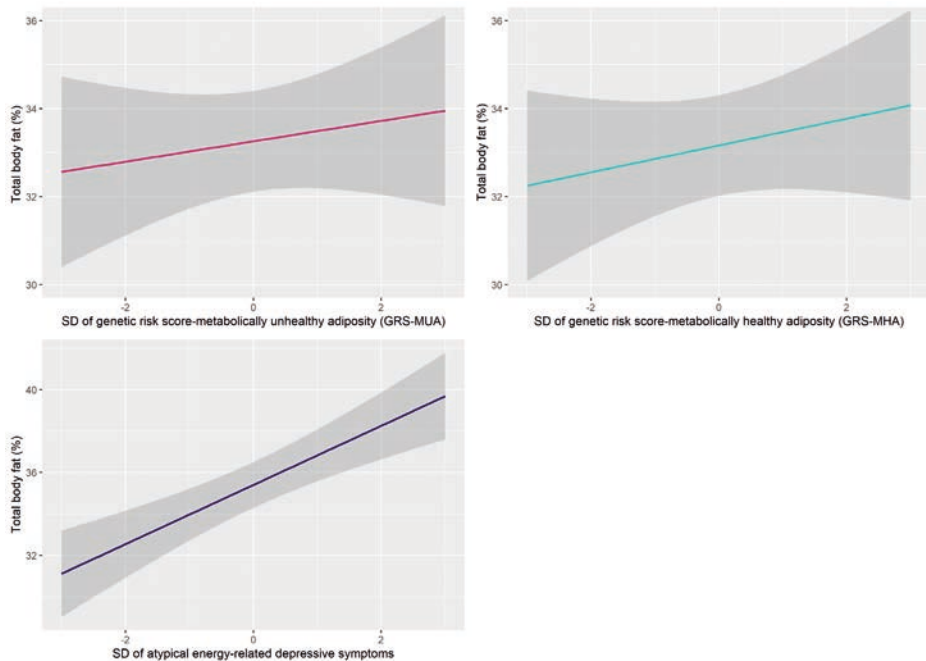 36
34
32
30
Total body fat (%)
-2 0 2
SD of genetic risk score-metabolically unhealthy adiposity (GRS-MUA)
36
34
32
30
Total body fat (%)
-2 0 2
SD of genetic risk score-metabolically healthy adiposity (GRS-MHA)
40
36
32
Total body fat (%)
-2 0 2
SD of atypical energy-related depressive symptoms